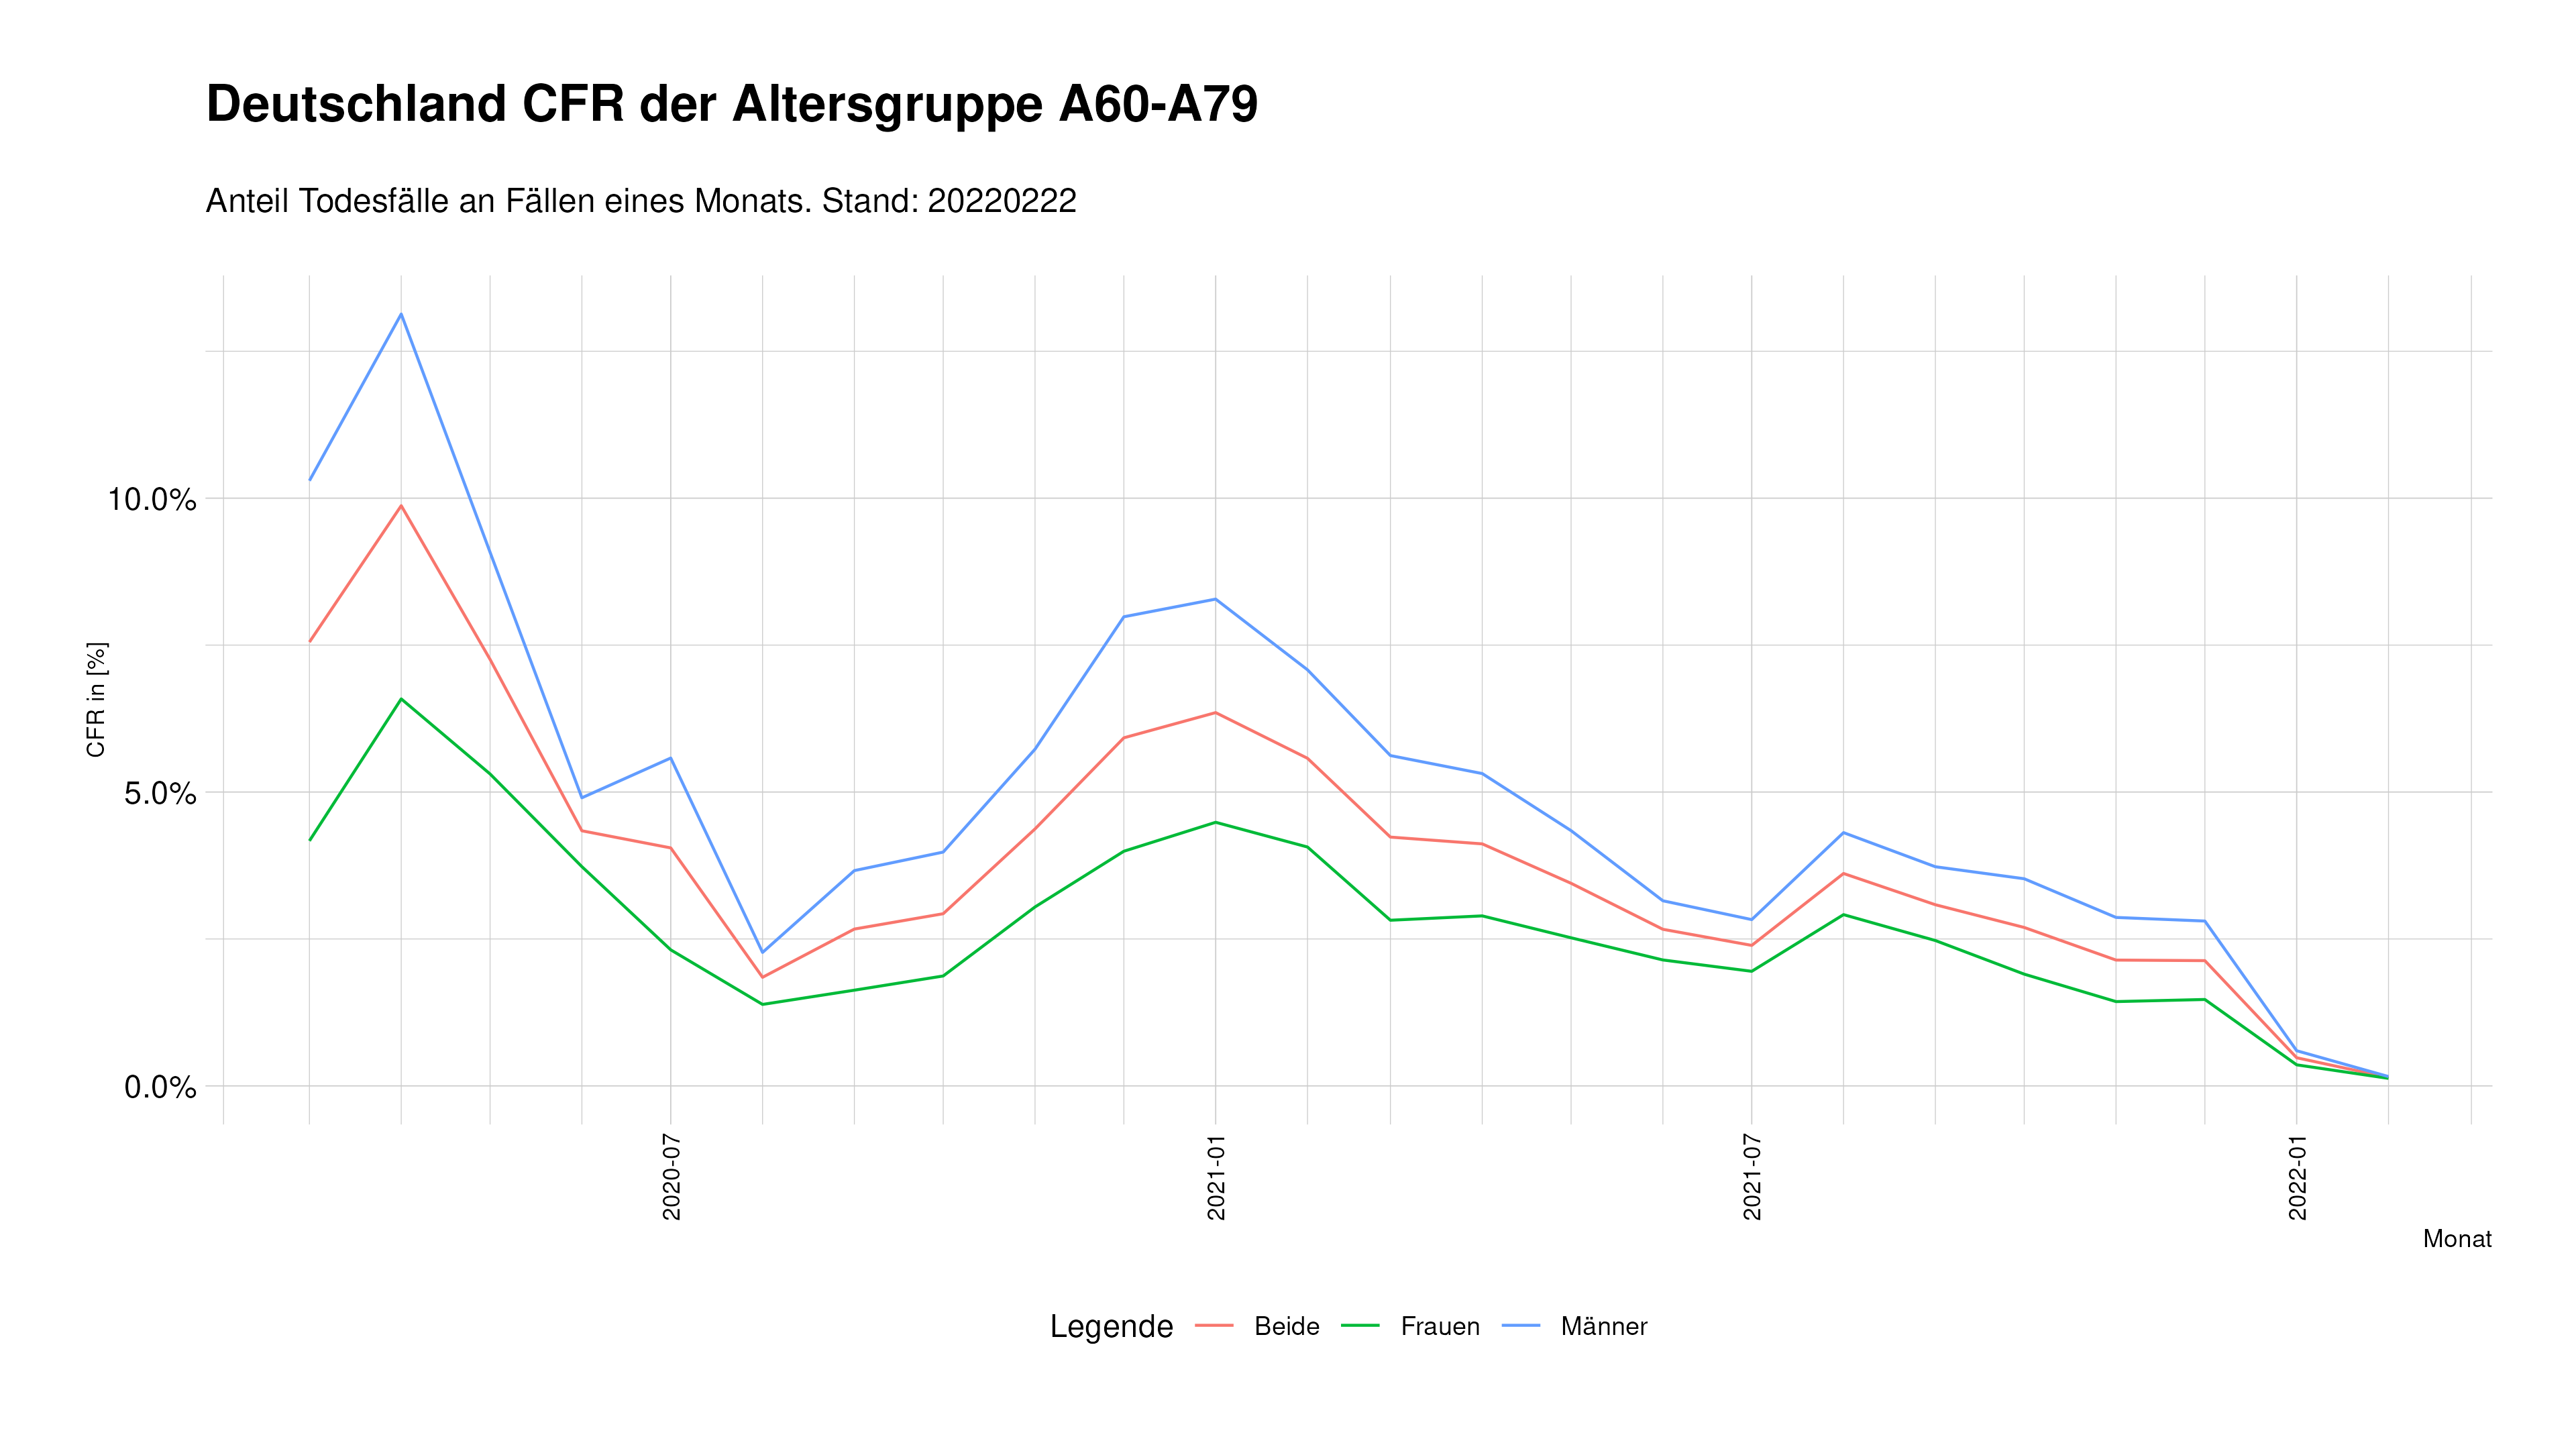 Deutschland CFR der Altersgruppe A60-A79
Anteil Todesfälle an Fällen eines Monats. Stand: 20220222
CFR in [%]
10.0%
5.0%
0.0%
2020-07
2021-01
2021-07
2022-01
Monat
Legende Beide Frauen Männer